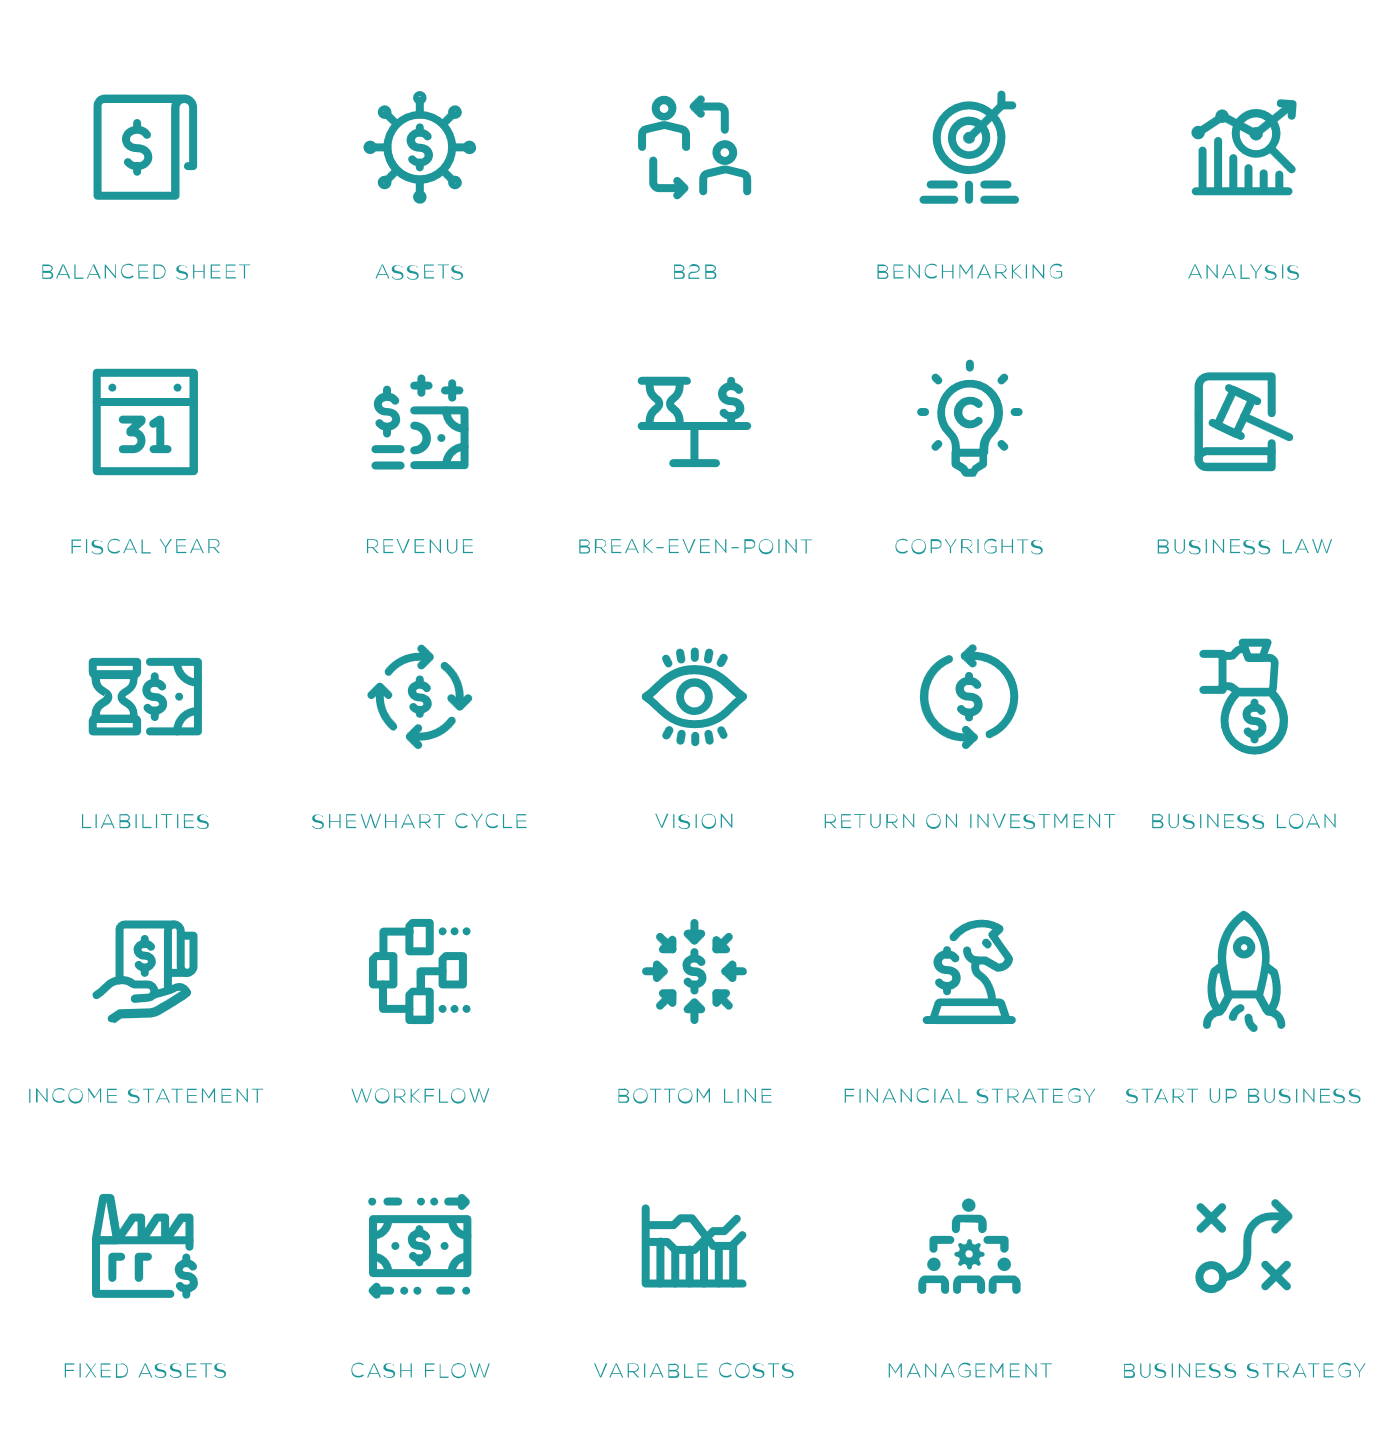 BALANCED SHEET
ASSETS
B2B
BENCHMARKING
ANALYSIS
31
FISCAL YEAR
REVENUE
BREAK-EVEN-POINT
COPYRIGHTS
BUSINESS LAW
LIABILITIES
SHEWHART CYCLE
VISION
RETURN ON INVESTMENT
BUSINESS LOAN
INCOME STATEMENT
WORKFLOW
BOTTOM LINE
FINANCIAL STRATEGY
START UP BUSINESS
FIXED ASSETS
CASH FLOW
VARIABLE COSTS
MANAGEMENT
BUSINESS STRATEGY